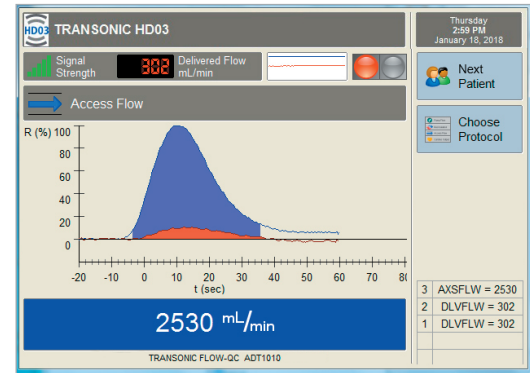 HD03 TRANSONIC HD03
Thursday
2:59 PM
January 18, 2018
Signal
Strength
302 Delivered Flow
mL/min
Next
Patient
Access Flow
Choose
Protocol
R (%) 100
80
60
40
20
0
-20 -10 0 10 20 30 40 50 60 70 8
t (sec)
3 AXSFLW = 2530
2 DLVFLW = 302
1 DLVFLW = 302
2530 mL/min
TRANSONIC FLOW-QC ADT1010